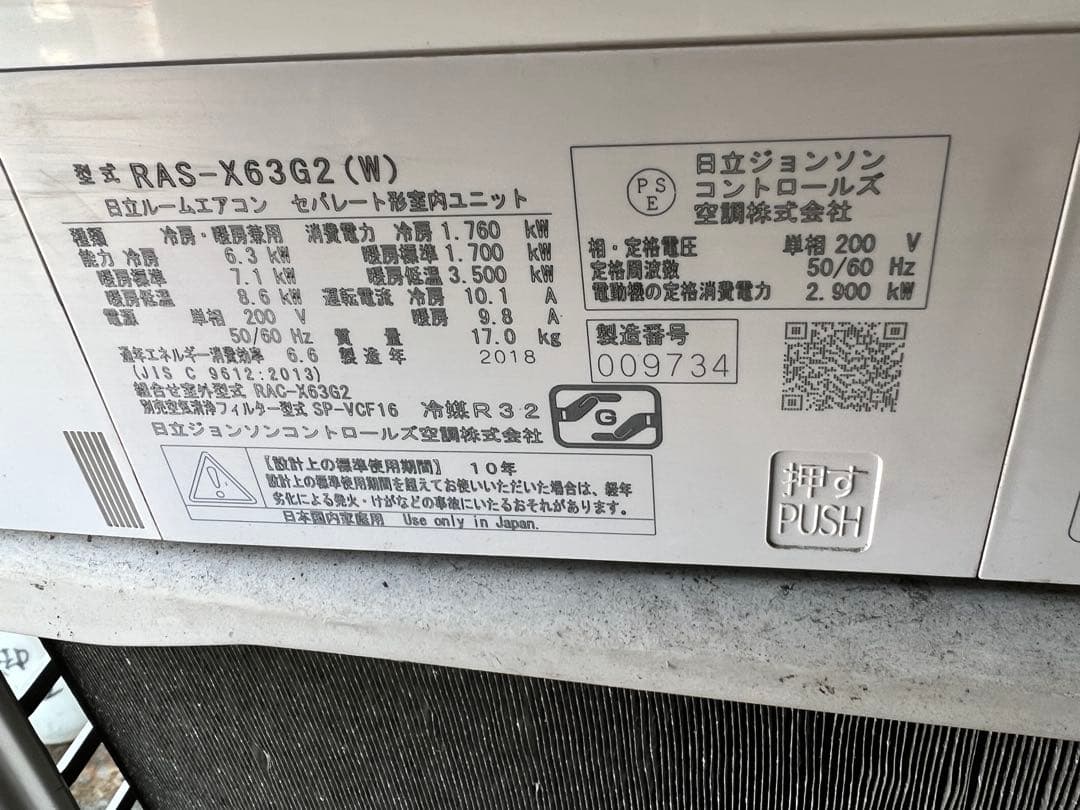 型式 RAS-X63G2(W)
日立ルームエアコン セパレート形室内ユニット
種類 冷房・暖房兼用 消費電力 冷房 1.760 kW
能力 冷房 6.3 kW 暖房標準 1.700 kW
暖房標準 7.1 kW 暖房低温 3.500 kW
暖房低温 8.6 kW 運転電流 冷房 10.1 A
電源 単相 200 V 暖房 9.8 A
50/60 Hz 質量 17.0 kg
通年エネルギー消費効率 6.6 製造年 2018
(JIS C 9612:2013)
組合せ室外型式 RAC-X63G2
別売空気清浄フィルター型式 SP-VCF16 冷媒R32
日立ジョンソンコントロールズ空調株式会社
G
【設計上の標準使用期間】 10年
設計上の標準使用期間を超えてお使いいただいた場合は、経年
劣化による発火・けがなどの事故にいたるおそれがあります。
日本国内家庭用 Use only in Japan.
PS
E
日立ジョンソン
コントロールズ
空調株式会社
相・定格電圧 単相 200 V
定格周波数 50/60 Hz
電動機の定格消費電力 2.900 kW
製造番号
009734
押す
PUSH